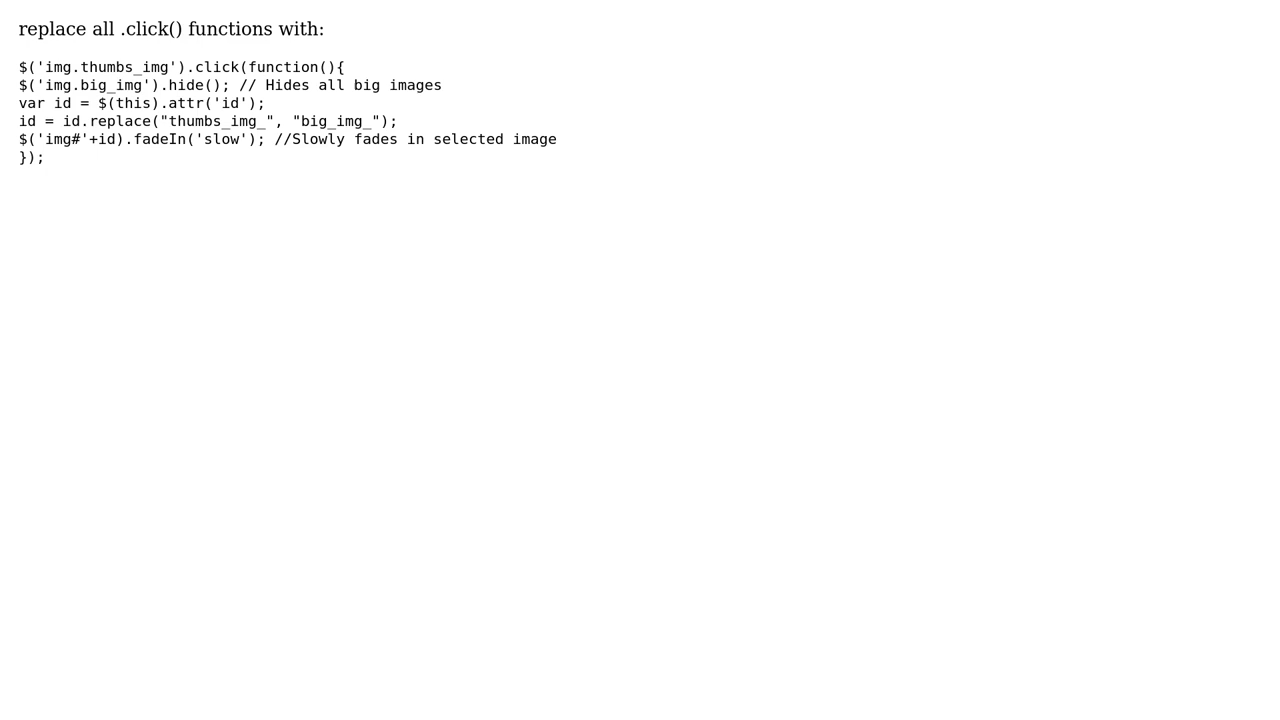 replace all .click() functions with:
$('img.thumbs_img').click(function(){
$('img.big_img').hide(); // Hides all big images
var id = $(this).attr('id');
id = id.replace("thumbs_img_", "big_img_");
$('img#'+id).fadeIn('slow'); //Slowly fades in selected image
});